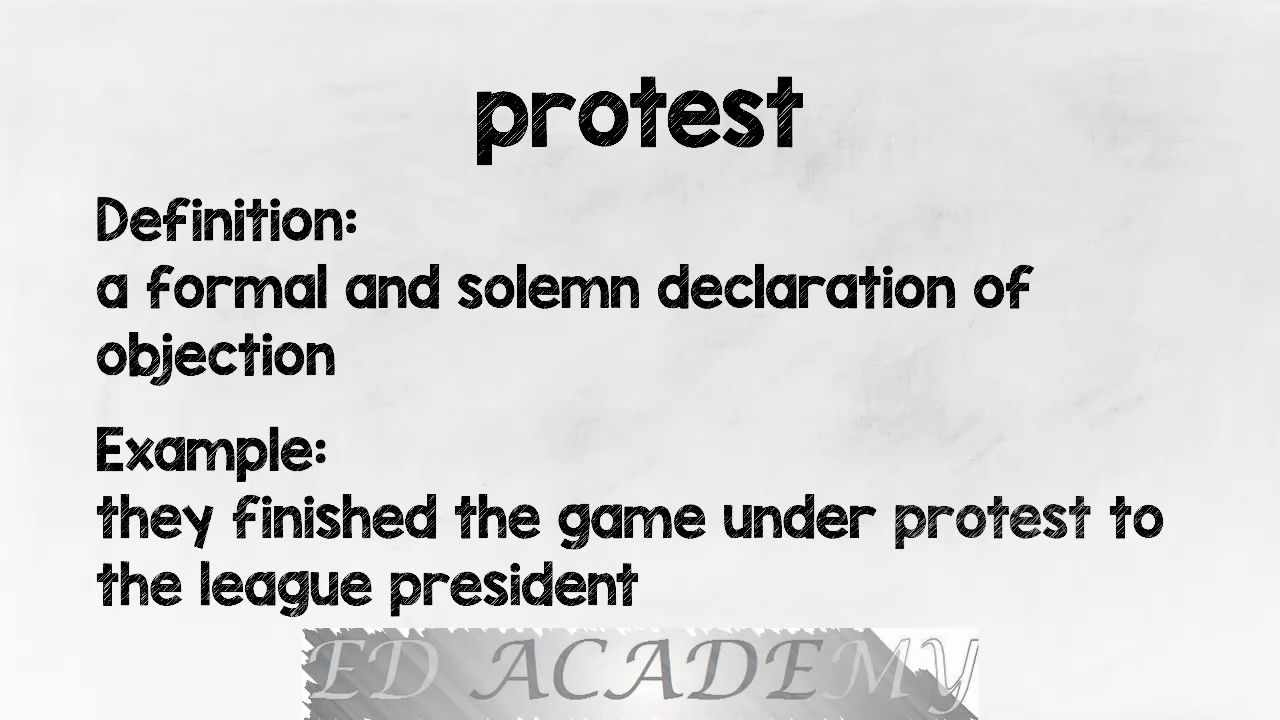 protest
Definition:
a formal and solemn declaration of
objection
Example:
they finished the game under protest to
the league president
ED ACADEMY